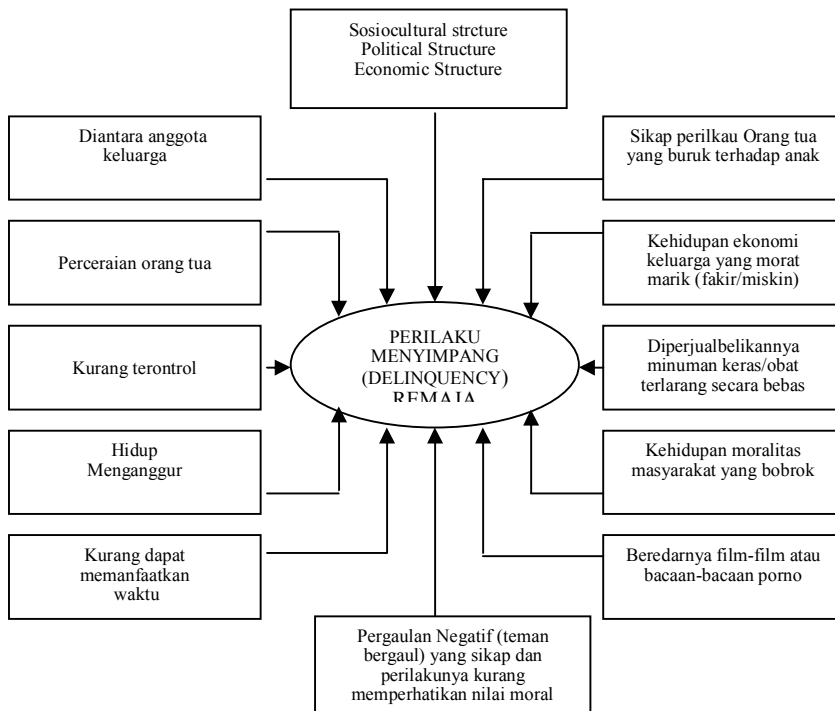 Sosiocultural strcture
Political Structure
Economic Structure
Diantara anggota
keluarga
Sikap perilkau Orang tua
yang buruk terhadap anak
Perceraian orang tua
Kehidupan ekonomi
keluarga yang morat
marik (fakir/miskin)
PERILAKU
MENYIMPANG
(DELINQUENCY)
REMAJA
Kurang terontrol
Diperjualbelikannya
minuman keras/obat
terlarang secara bebas
Hidup
Menganggur
Kehidupan moralitas
masyarakat yang bobrok
Kurang dapat
memanfaatkan
waktu
Beredarnya film-film atau
bacaan-bacaan porno
Pergaulan Negatif (teman
bergaul) yang sikap dan
perilakunya kurang
memperhatikan nilai moral